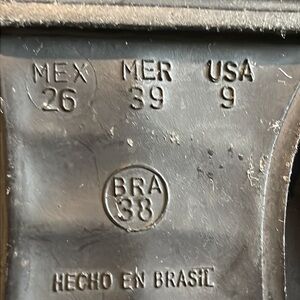 MEX MER USA
26 39 9
BRA
38
HECHO EN BRASIL